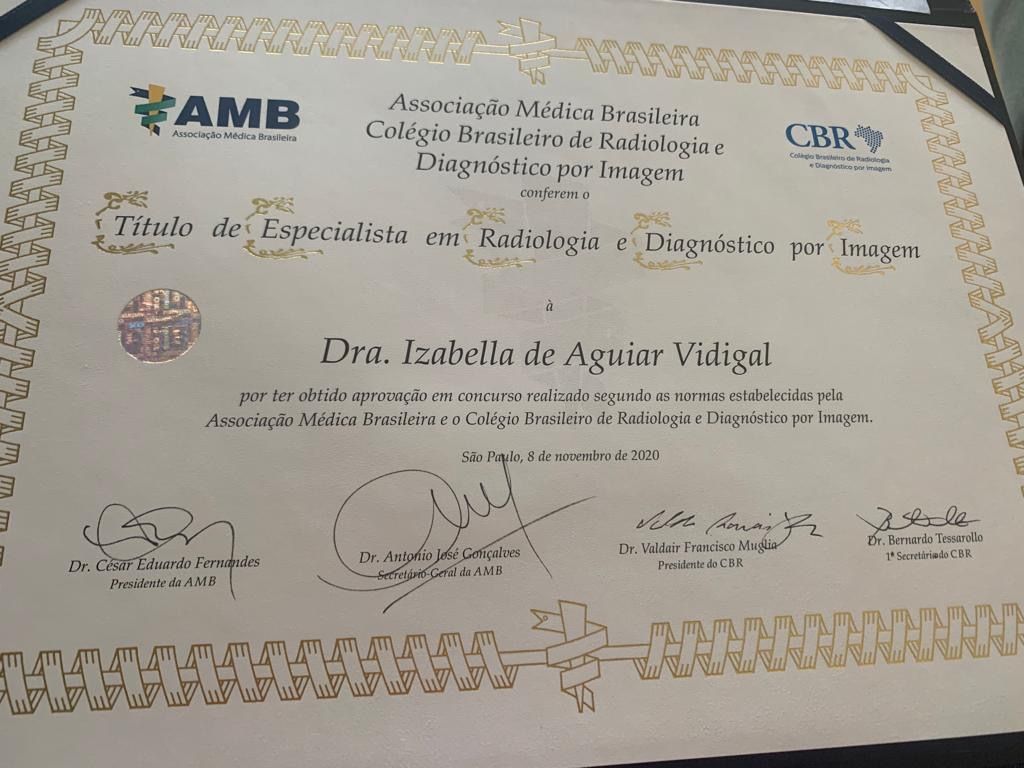 AMB
Associação Médica Brasileira
Associação Médica Brasileira
Colégio Brasileiro de Radiologia e
Diagnóstico por Imagem
conferem o
CBR
Colégio Brasileiro de Radiologia
e Diagnóstico por Imagem
Título de Especialista em Radiologia e Diagnóstico por Imagem
à
Dra. Izabella de Aguiar Vidigal
por ter obtido aprovação em concurso realizado segundo as normas estabelecidas pela
Associação Médica Brasileira e o Colégio Brasileiro de Radiologia e Diagnóstico por Imagem.
São Paulo, 8 de novembro de 2020
Dr. César Eduardo Fernandes
Presidente da AMB
Dr. Antonio José Gonçalves
Secretário-Geral da AMB
Dr. Valdair Francisco Muglia
Presidente do CBR
Dr. Bernardo Tessarollo
1º Secretário do CBR